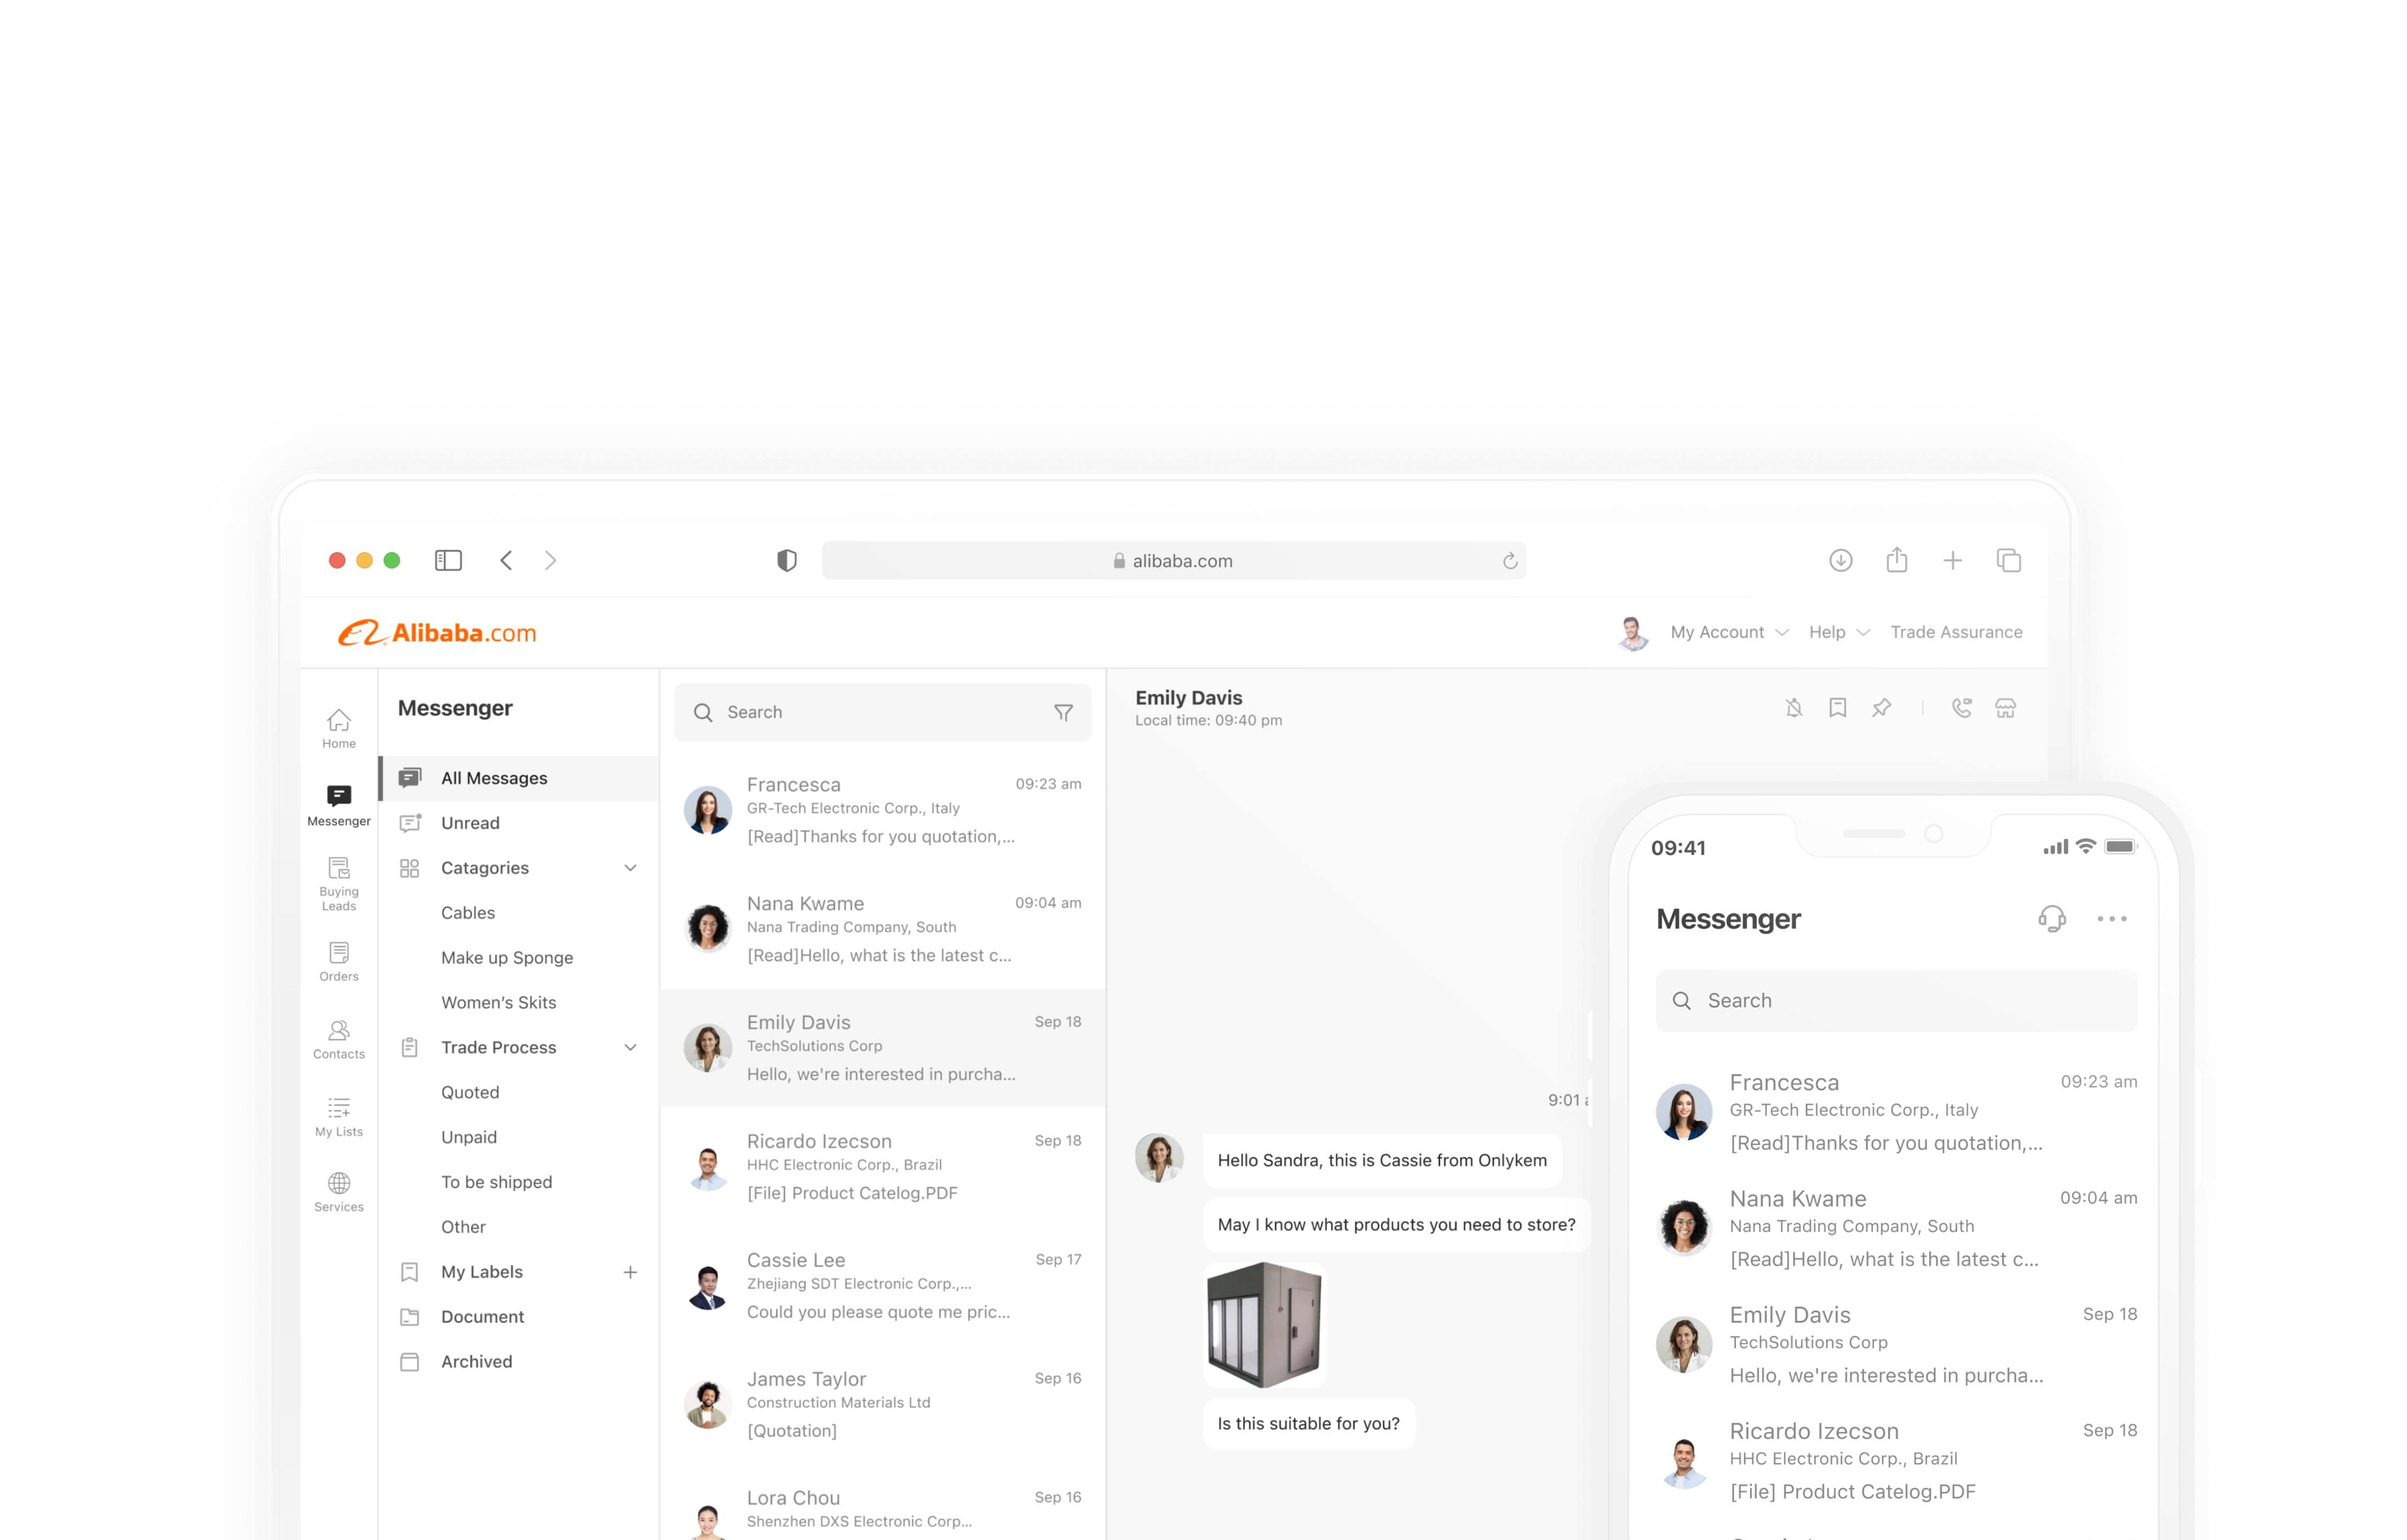 alibaba.com
Alibaba.com
My Account
Help
Trade Assurance
Home
Messenger
Buying
Leads
Orders
Contacts
My Lists
Services
Messenger
All Messages
Unread
Catagories
Cables
Make up Sponge
Women's Skits
Trade Process
Quoted
Unpaid
To be shipped
Other
My Labels
Document
Archived
Search
Francesca 09:23 am
GR-Tech Electronic Corp., Italy
[Read]Thanks for you quotation,...
Nana Kwame 09:04 am
Nana Trading Company, South
[Read]Hello, what is the latest c...
Emily Davis Sep 18
TechSolutions Corp
Hello, we're interested in purcha...
Ricardo Izecson Sep 18
HHC Electronic Corp., Brazil
[File] Product Catelog.PDF
Cassie Lee Sep 17
Zhejiang SDT Electronic Corp.,...
Could you please quote me pric...
James Taylor Sep 16
Construction Materials Ltd
[Quotation]
Lora Chou Sep 16
Shenzhen DXS Electronic Corp...
Emily Davis
Local time: 09:40 pm
9:01
Hello Sandra, this is Cassie from Onlykem
May I know what products you need to store?
Is this suitable for you?
09:41
Messenger
Search
Francesca 09:23 am
GR-Tech Electronic Corp., Italy
[Read]Thanks for you quotation,...
Nana Kwame 09:04 am
Nana Trading Company, South
[Read]Hello, what is the latest c...
Emily Davis Sep 18
TechSolutions Corp
Hello, we're interested in purcha...
Ricardo Izecson Sep 18
HHC Electronic Corp., Brazil
[File] Product Catelog.PDF